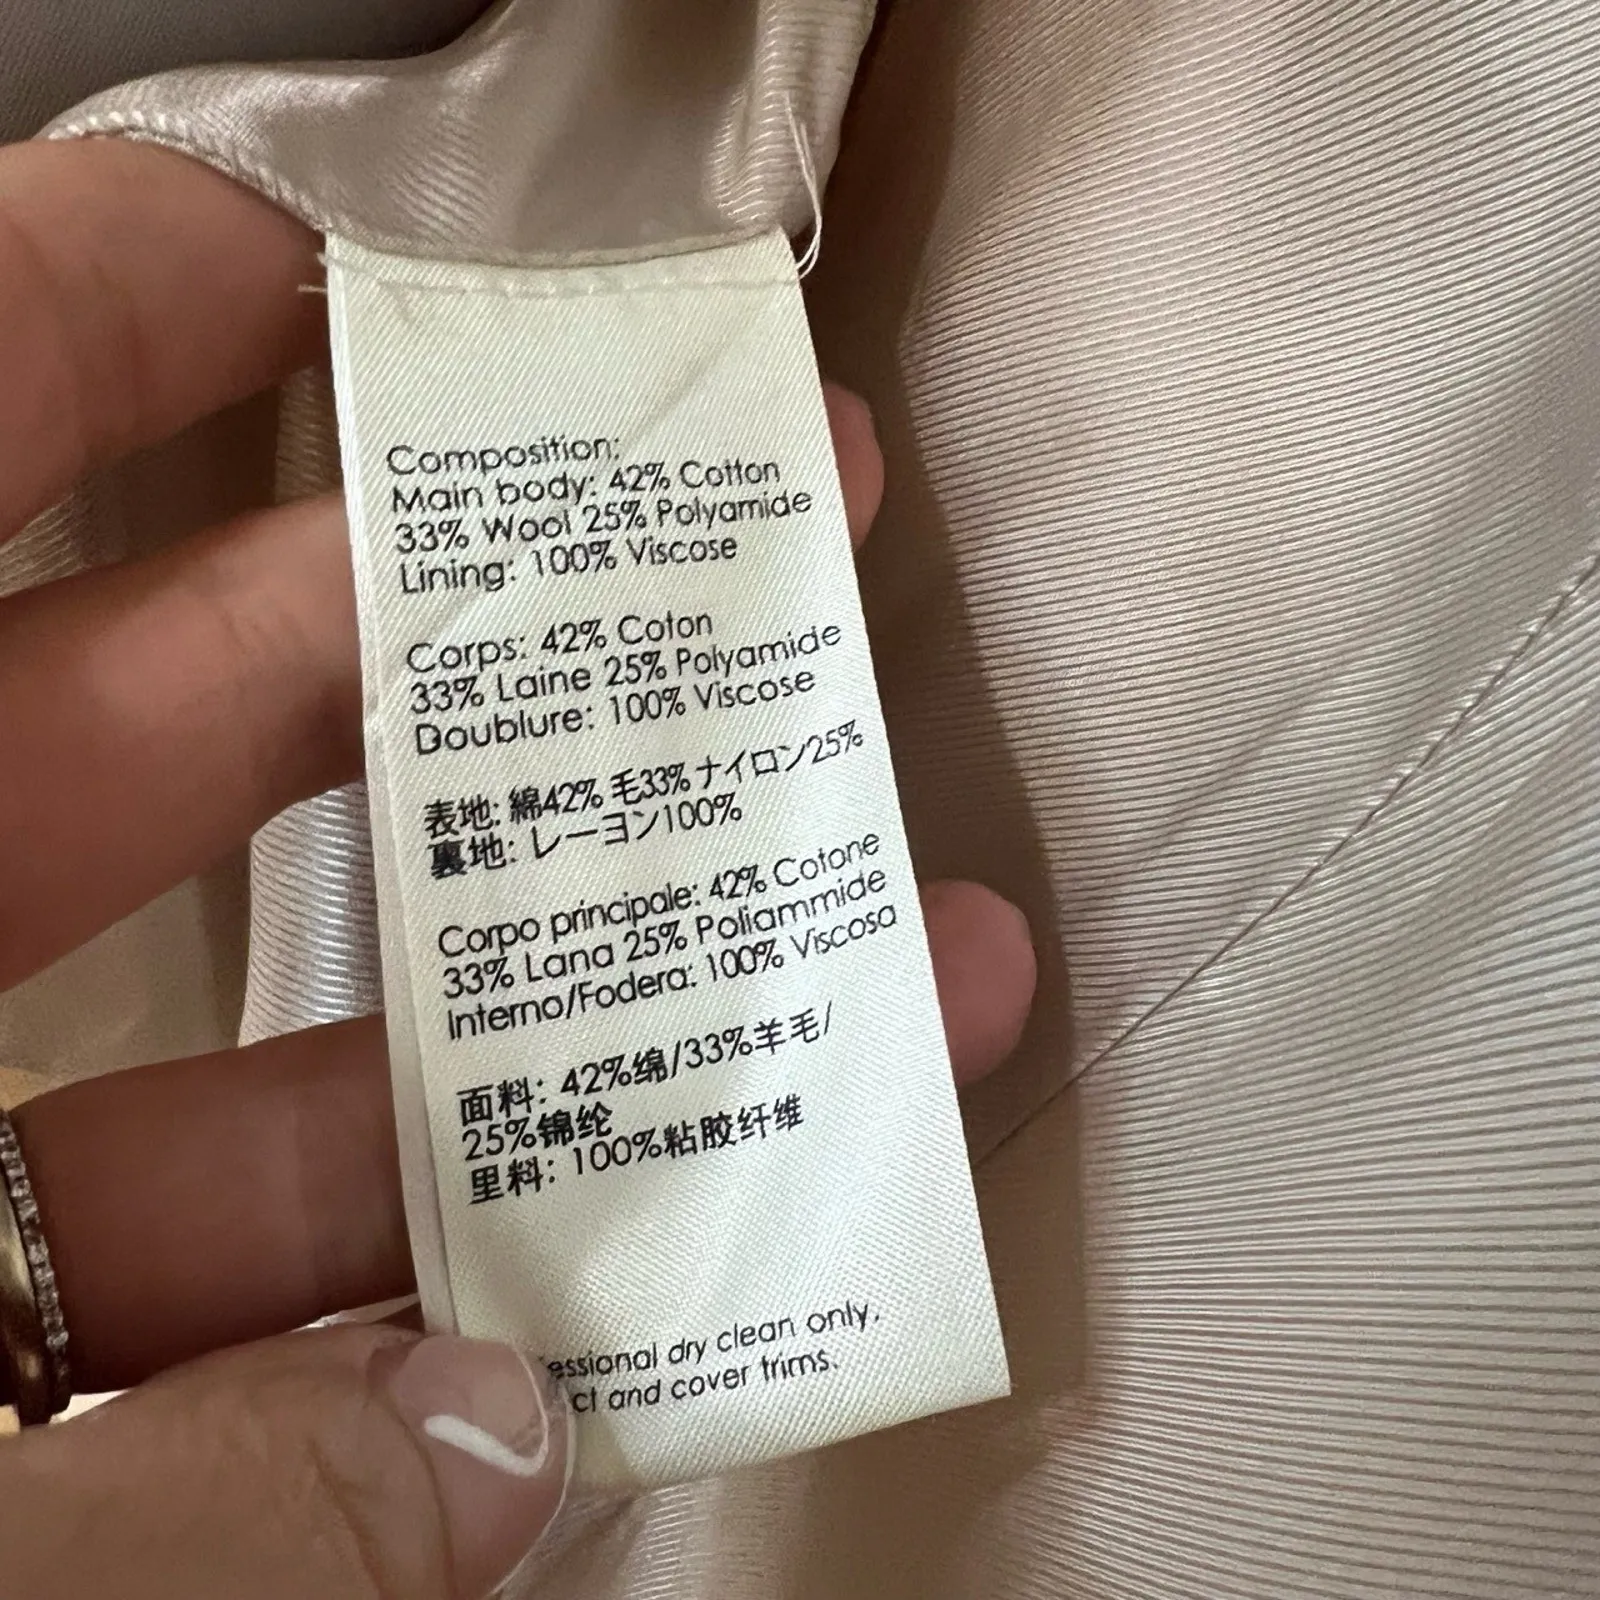 Composition:
Main body: 42% Cotton
33% Wool 25% Polyamide
Lining: 100% Viscose
Corps: 42% Coton
33% Laine 25% Polyamide
Doublure: 100% Viscose
表地: 綿42% 毛33% ナイロン25%
裏地: レーヨン100%
Corpo principale: 42% Cotone
33% Lana 25% Poliammide
Interno/Fodera: 100% Viscosa
面料: 42%绵/33%羊毛/
25%锦纶
里料: 100%粘胶纤维
dry clean only.
and cover trims.